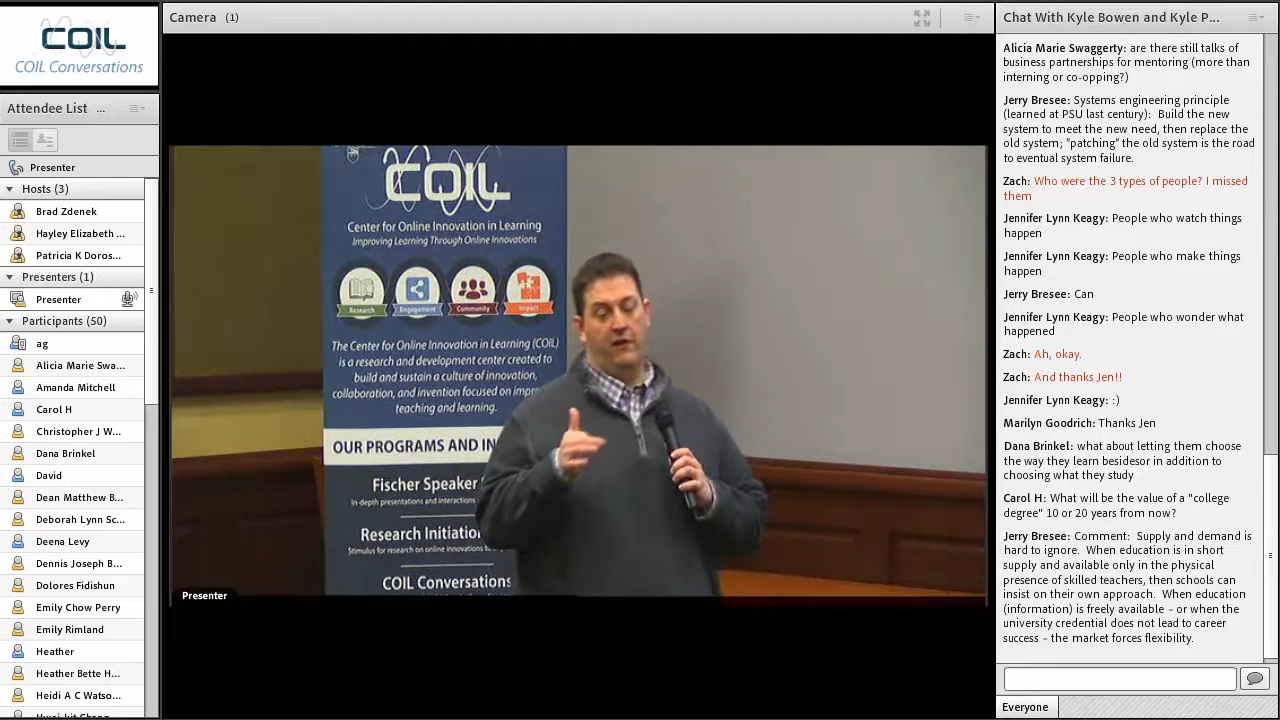 COIL
COIL Conversations
Attendee List ...
Presenter
Hosts (3)
Brad Zdenek
Hayley Elizabeth ...
Patricia K Doros...
Presenters (1)
Presenter
Participants (50)
ag
Alicia Marie Swa...
Amanda Mitchell
Carol H
Christopher J W...
Dana Brinkel
David
Dean Matthew B...
Deborah Lynn Sc...
Deena Levy
Dennis Joseph B...
Dolores Fidishun
Emily Chow Perry
Emily Rimland
Heather
Heather Bette H...
Heidi A C Watso...
Camera (1)
COIL
Center for Online Innovation in Learning
Improving Learning Through Online Innovations
Research
Engagement
Community
Impact
The Center for Online Innovation in Learning (COIL)
is a research and development center created to
build and sustain a culture of innovation,
collaboration, and invention focused on
teaching and learning.
OUR PROGRAMS AND
Fischer Speaker
In-depth presentations and interactions
Research
Stimulus for research on online innovations to
COIL Conversations
Presenter
Chat With Kyle Bowen and Kyle P...
Alicia Marie Swaggerty: are there still talks of
business partnerships for mentoring (more than
interning or co-opping?)
Jerry Bresee: Systems engineering principle
(learned at PSU last century): Build the new
system to meet the new need, then replace the
old system; "patching" the old system is the road
to eventual system failure.
Zach: Who were the 3 types of people? I missed
them
Jennifer Lynn Keagy: People who watch things
happen
Jennifer Lynn Keagy: People who make things
happen
Jerry Bresee: Can
Jennifer Lynn Keagy: People who wonder what
happened
Zach: Ah, okay.
Zach: And thanks Jen!!
Jennifer Lynn Keagy: :)
Marilyn Goodrich: Thanks Jen
Dana Brinkel: what about letting them choose
the way they learn besidesor in addition to
choosing what they study
Carol H: What will be the value of a "college
degree" 10 or 20 years from now?
Jerry Bresee: Comment: Supply and demand is
hard to escape. When education is in short
supply and available only in the physical
presence of skilled teachers, then schools can
insist on their own approach. When education
(information) is freely available - or when the
university credential does not lead to career
success - the market forces flexibility.
Everyone